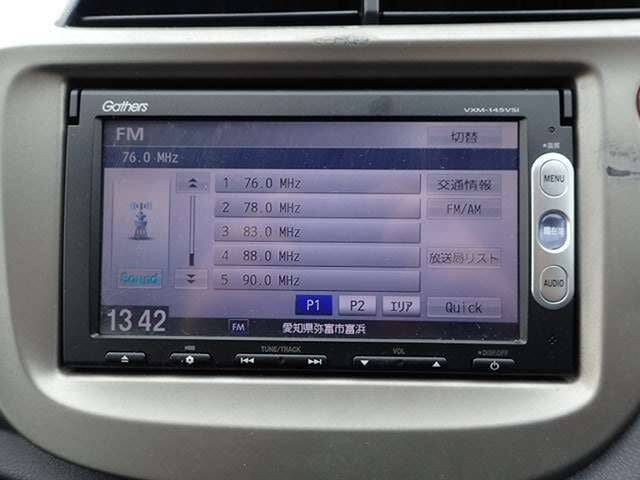 Gathers VXM-145VSi
FM 切替
76.0 MHz
1 76.0 MHz 交通情報
2 78.0 MHz FM/AM
3 83.0 MHz
4 88.0 MHz 放送局リスト
5 90.0 MHz
Sound
P1 P2 エリア Quick
13 42 FM 愛知県弥富市富浜
MENU
現在地
AUDIO
TUNE/TRACK VOL